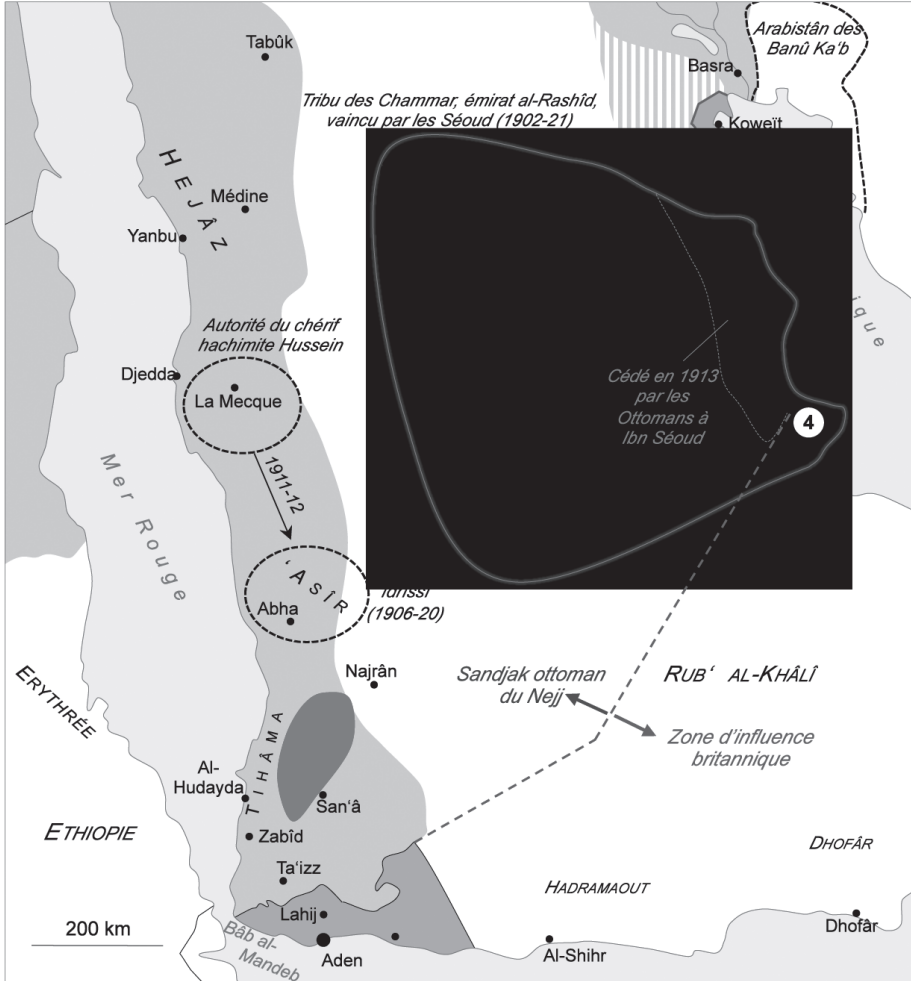 Tabûk
Arabistân des
Banû Ka‘b
Basra
Tribu des Chammar, émirat al-Rashîd,
vaincu par les Séoud (1902-21)
Koweït
HEJÂZ
Médine
Yanbu
ique
Autorité du chérif
hachimite Hussein
Djedda
La Mecque
Cédé en 1913
par les
Ottomans à
Ibn Séoud
4
Mer Rouge
1911-12
‘ASÎR
Idrissi
(1906-20)
Abha
Najrân
ERYTHRÉE
Sandjak ottoman
du Nejj
RUB‘ AL-KHÂLÎ
Zone d’influence
britannique
TIHÂMA
Al-
Hudayda
San‘â
ETHIOPIE
Zabîd
DHOFÂR
Ta‘izz
HADRAMAOUT
Lahij
Dhofâr
200 km
Bâb al-
Mandeb
Aden
Al-Shihr